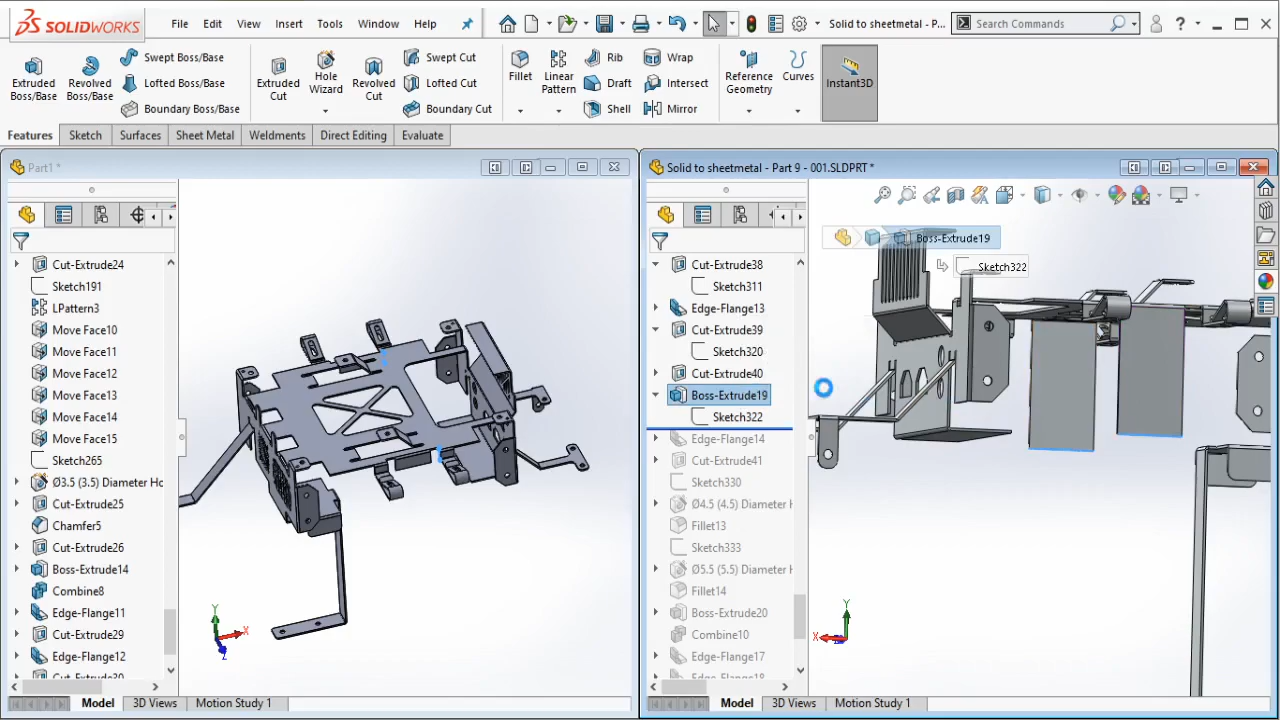 SOLIDWORKS
File Edit View Insert Tools Window Help
Solid to sheetmetal - P...
Search Commands
Extruded Boss/Base
Revolved Boss/Base
Swept Boss/Base
Lofted Boss/Base
Boundary Boss/Base
Extruded Cut
Hole Wizard
Revolved Cut
Swept Cut
Lofted Cut
Boundary Cut
Fillet
Linear Pattern
Rib
Draft
Shell
Wrap
Intersect
Mirror
Reference Geometry
Curves
Instant3D
Features Sketch Surfaces Sheet Metal Weldments Direct Editing Evaluate
Part1 *
Cut-Extrude24
Sketch191
LPattern3
Move Face10
Move Face11
Move Face12
Move Face13
Move Face14
Move Face15
Sketch265
Ø3.5 (3.5) Diameter Ho
Cut-Extrude25
Chamfer5
Cut-Extrude26
Boss-Extrude14
Combine8
Edge-Flange11
Cut-Extrude29
Edge-Flange12
Y
X
Z
Model 3D Views Motion Study 1
Solid to sheetmetal - Part 9 - 001.SLDPRT *
Cut-Extrude38
Sketch311
Edge-Flange13
Cut-Extrude39
Sketch320
Cut-Extrude40
Boss-Extrude19
Sketch322
Edge-Flange14
Cut-Extrude41
Sketch330
Ø4.5 (4.5) Diameter H
Fillet13
Sketch333
Ø5.5 (5.5) Diameter H
Fillet14
Boss-Extrude20
Combine10
Edge-Flange17
Boss-Extrude19
Sketch322
Y
X
Model 3D Views Motion Study 1